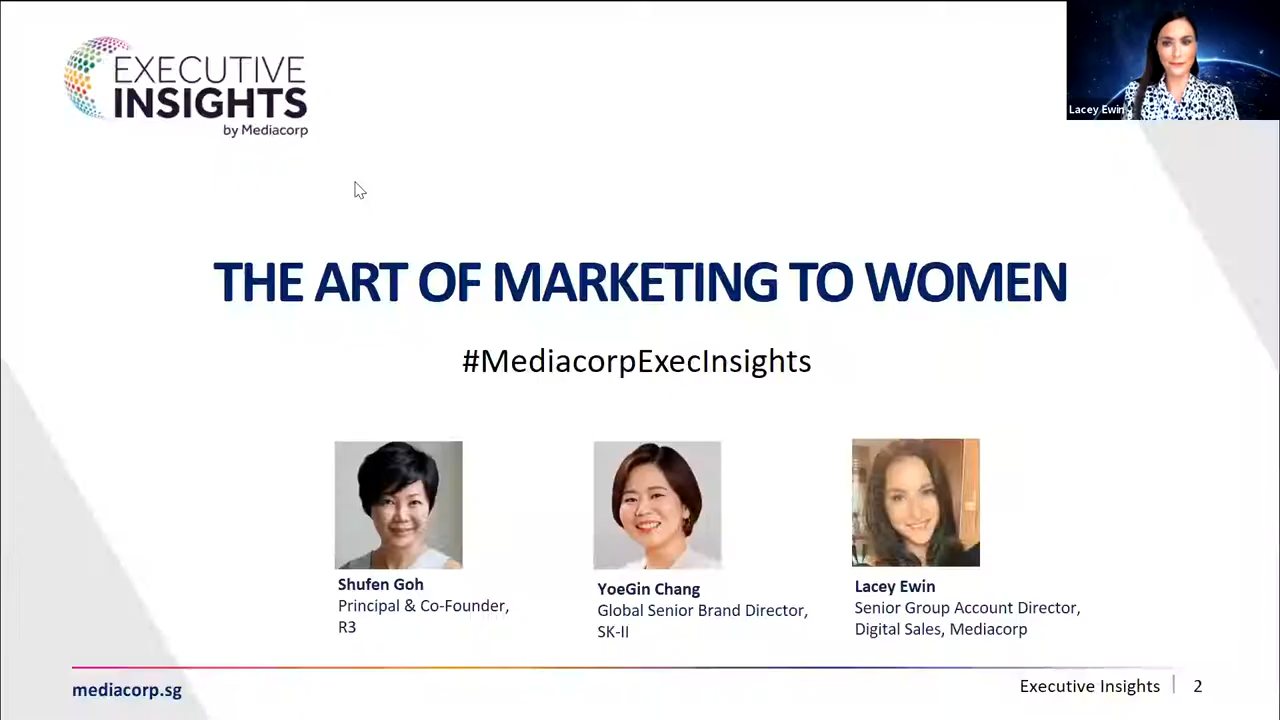 EXECUTIVE
INSIGHTS
by Mediacorp
Lacey Ewin
THE ART OF MARKETING TO WOMEN
#MediacorpExecInsights
Shufen Goh
Principal & Co-Founder,
R3
YoeGin Chang
Global Senior Brand Director,
SK-II
Lacey Ewin
Senior Group Account Director,
Digital Sales, Mediacorp
mediacorp.sg
Executive Insights | 2